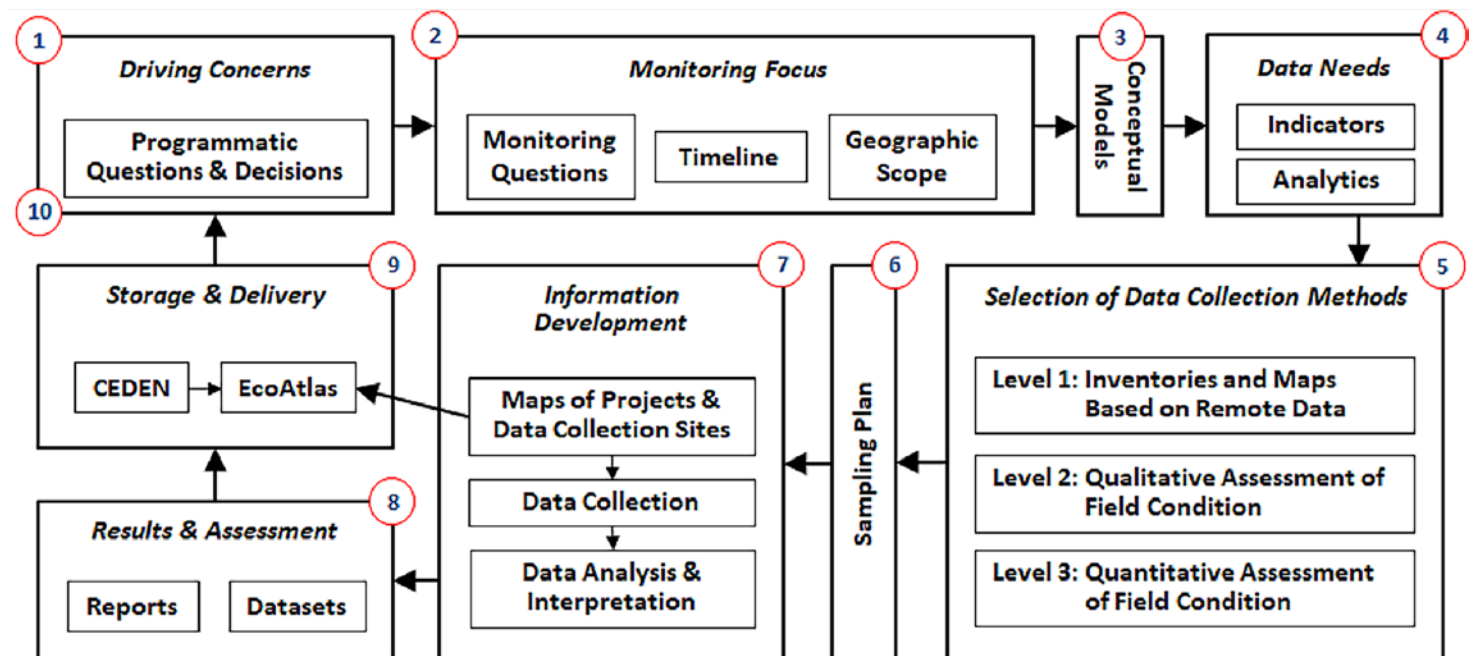 1
Driving Concerns
Programmatic
Questions & Decisions
10
2
Monitoring Focus
Monitoring
Questions
Timeline
Geographic
Scope
3
Conceptual
Models
4
Data Needs
Indicators
Analytics
5
Selection of Data Collection Methods
Level 1: Inventories and Maps
Based on Remote Data
Level 2: Qualitative Assessment of
Field Condition
Level 3: Quantitative Assessment
of Field Condition
6
Sampling Plan
7
Information
Development
Maps of Projects &
Data Collection Sites
Data Collection
Data Analysis &
Interpretation
8
Results & Assessment
Reports
Datasets
9
Storage & Delivery
CEDEN
EcoAtlas